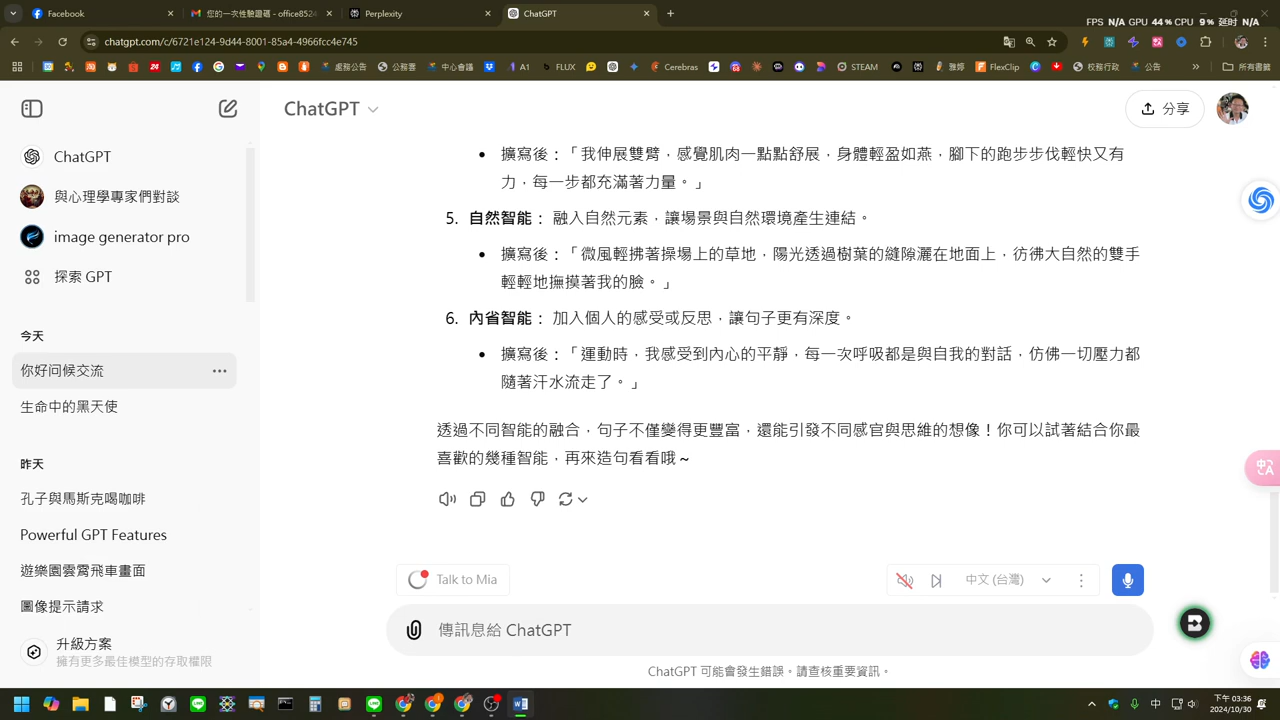 Facebook
您的一次性驗證碼 - office8524
Perplexity
ChatGPT
FPS N/A GPU 44% CPU 9% 延时 N/A
chatgpt.com/c/6721e124-9d44-8001-85a4-4966fcc4e745
處務公告
公務署
中心會議
A1
FLUX
Cerebras
STEAM
雅婷
FlexClip
校務行政
大同
所有書籤
ChatGPT
分享
ChatGPT
與心理學專家們對談
image generator pro
探索 GPT
今天
你好问候交流
生命中的黑天使
昨天
孔子與馬斯克喝咖啡
Powerful GPT Features
遊樂園雲霄飛車畫面
圖像提示請求
升級方案
擁有更多最佳模型的存取權限
• 擴寫後：「我伸展雙臂，感覺肌肉一點點舒展，身體輕盈如燕，腳下的跑步步伐輕快又有
力，每一步都充滿著力量。」
5. 自然智能： 融入自然元素，讓場景與自然環境產生連結。
• 擴寫後：「微風輕拂著操場上的草地，陽光透過樹葉的縫隙灑在地面上，彷彿大自然的雙手
輕輕地撫摸著我的臉。」
6. 內省智能： 加入個人的感受或反思，讓句子更有深度。
• 擴寫後：「運動時，我感受到內心的平靜，每一次呼吸都是與自我的對話，仿佛一切壓力都
隨著汗水流走了。」
透過不同智能的融合，句子不僅變得更豐富，還能引發不同感官與思維的想像！你可以試著結合你最
喜歡的幾種智能，再來造句看看哦～
Talk to Mia
中文 (台灣)
傳訊息給 ChatGPT
ChatGPT 可能會發生錯誤。請查核重要資訊。
中
下午 03:36
2024/10/30